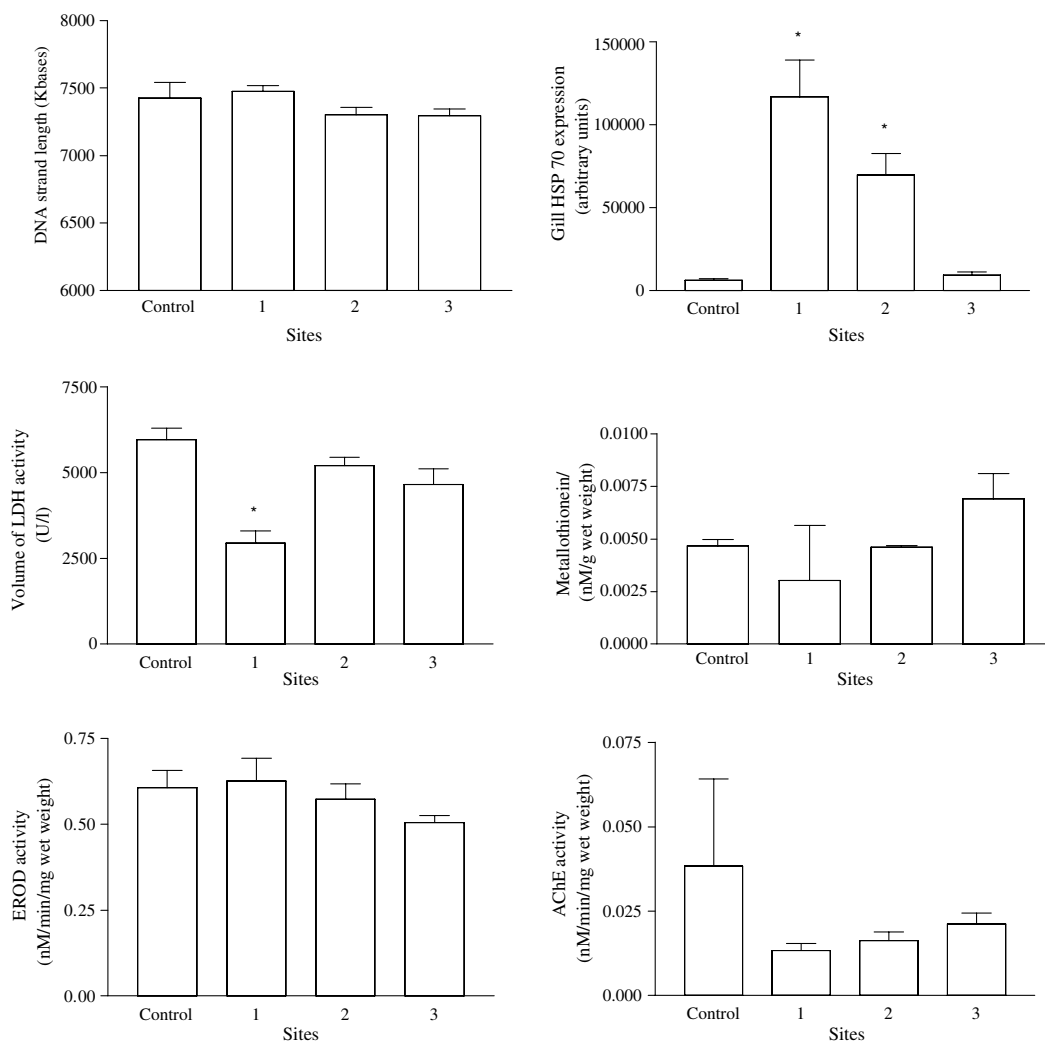 DNA strand length (Kbases)
8000
7500
7000
6500
6000
Control 1 2 3
Sites
Gill HSP 70 expression
(arbitrary units)
150000
100000
50000
0
* *
Control 1 2 3
Sites
Volume of LDH activity
(U/l)
7500
5000
2500
0
*
Control 1 2 3
Sites
Metallothionein/
(nM/g wet weight)
0.0100
0.0075
0.0050
0.0025
0.0000
Control 1 2 3
Sites
EROD activity
(nM/min/mg wet weight)
0.75
0.50
0.25
0.00
Control 1 2 3
Sites
AChE activity
(nM/min/mg wet weight)
0.075
0.050
0.025
0.000
Control 1 2 3
Sites